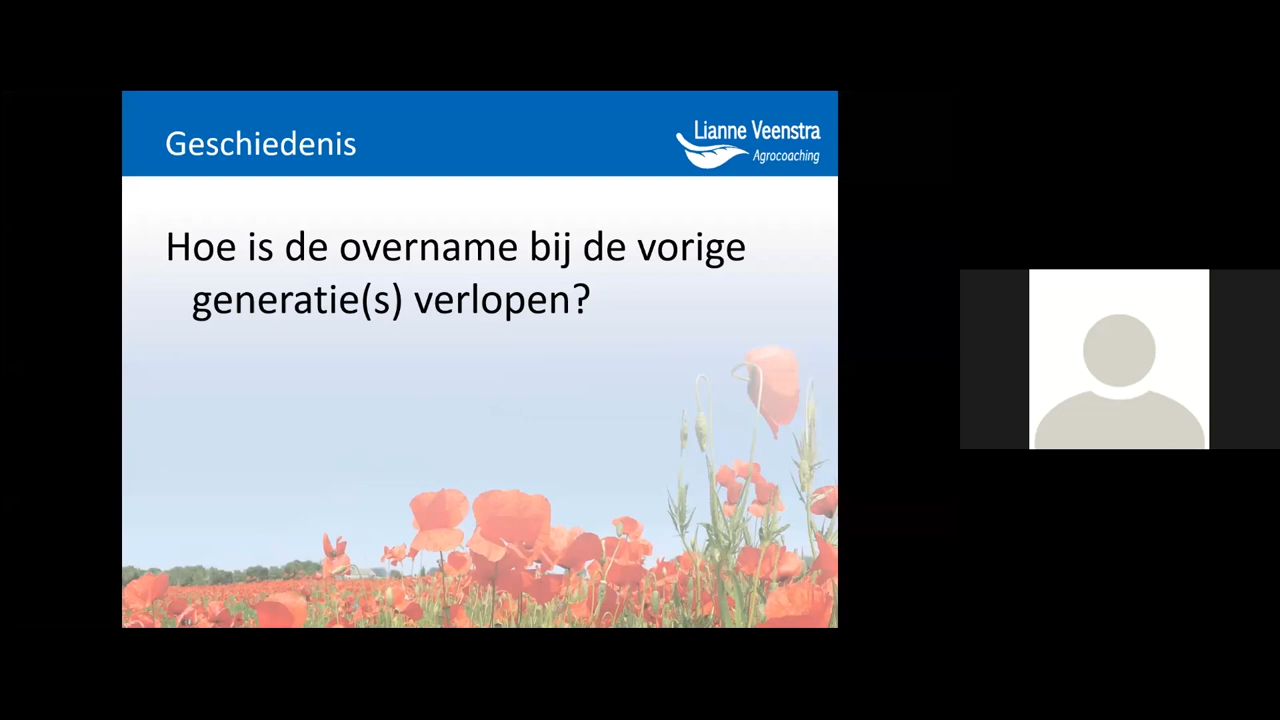 Geschiedenis
Lianne Veenstra
Agrocoaching
Hoe is de overname bij de vorige
generatie(s) verlopen?